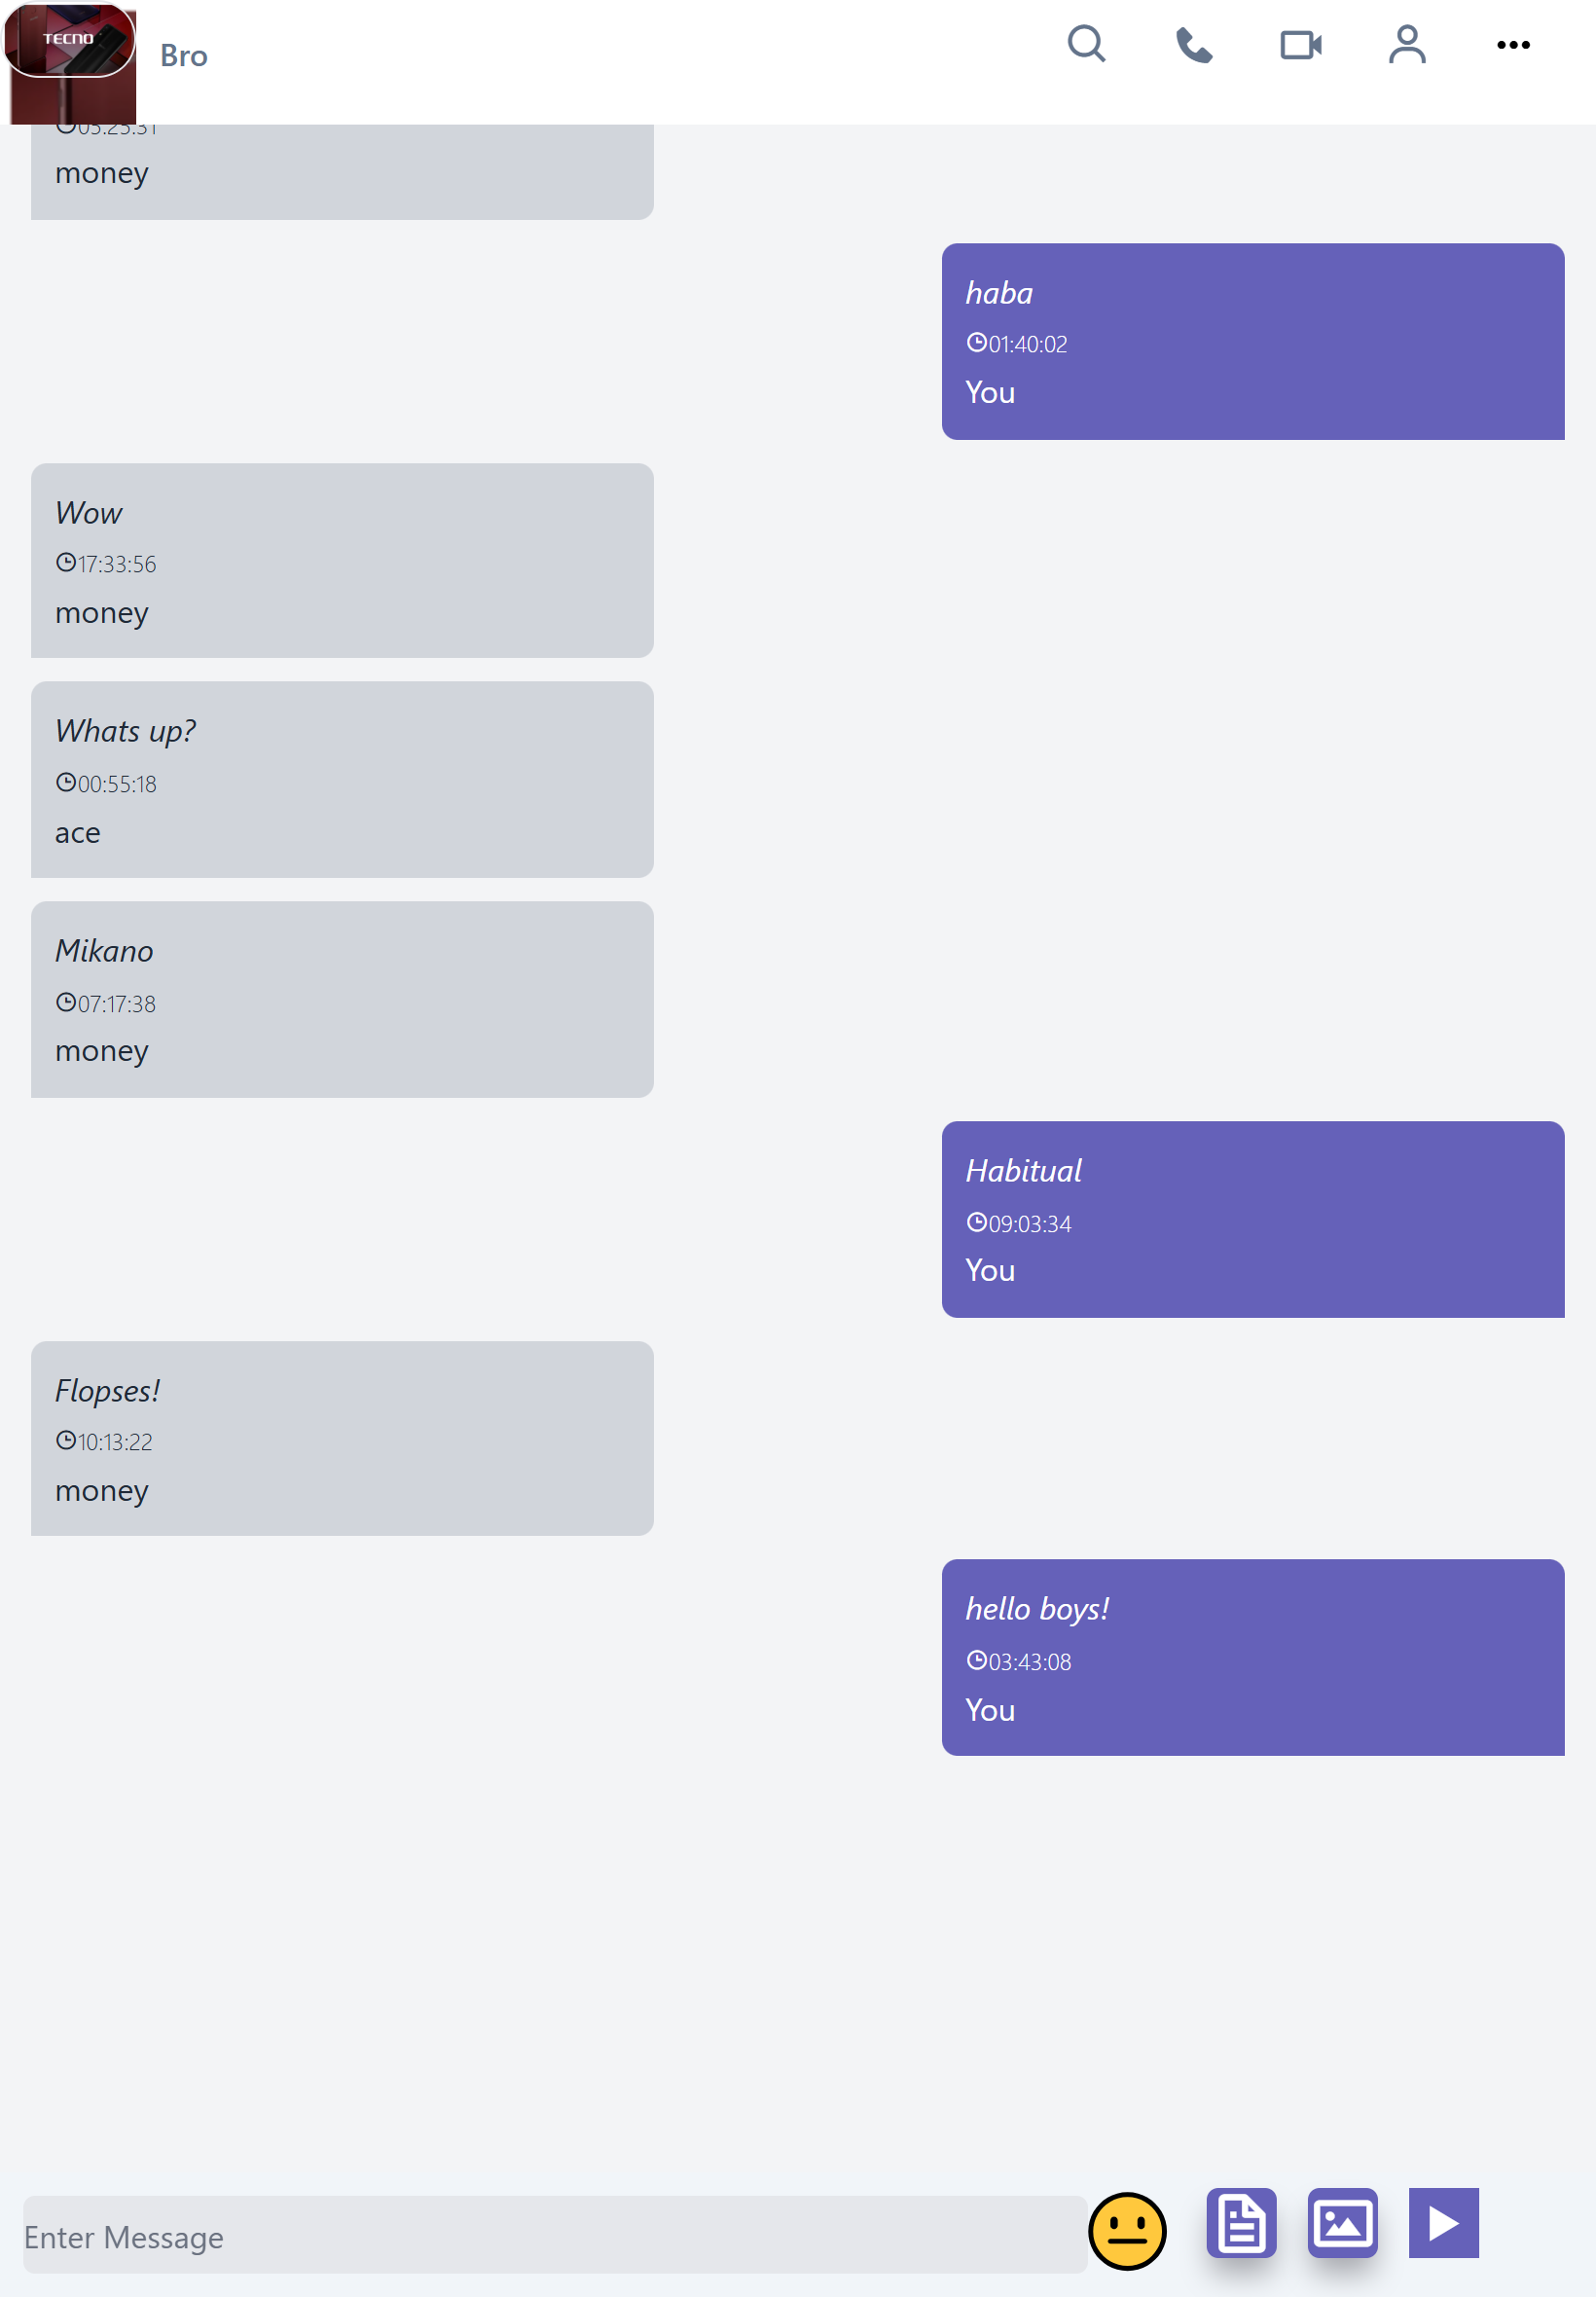 TECNO
Bro
money
haba
01:40:02
You
Wow
17:33:56
money
Whats up?
00:55:18
ace
Mikano
07:17:38
money
Habitual
09:03:34
You
Flopses!
10:13:22
money
hello boys!
03:43:08
You
Enter Message